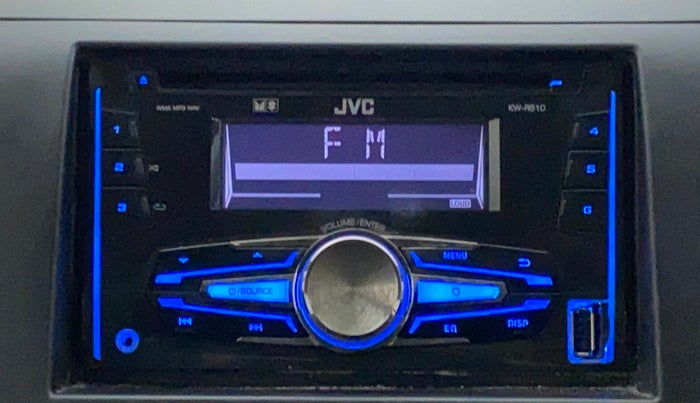 WMA MP3 WAV JVC KW-R510
1 F M 4
2 5
3 LOUD 6
VOLUME/ENTER
MENU
/SOURCE
EQ DISP